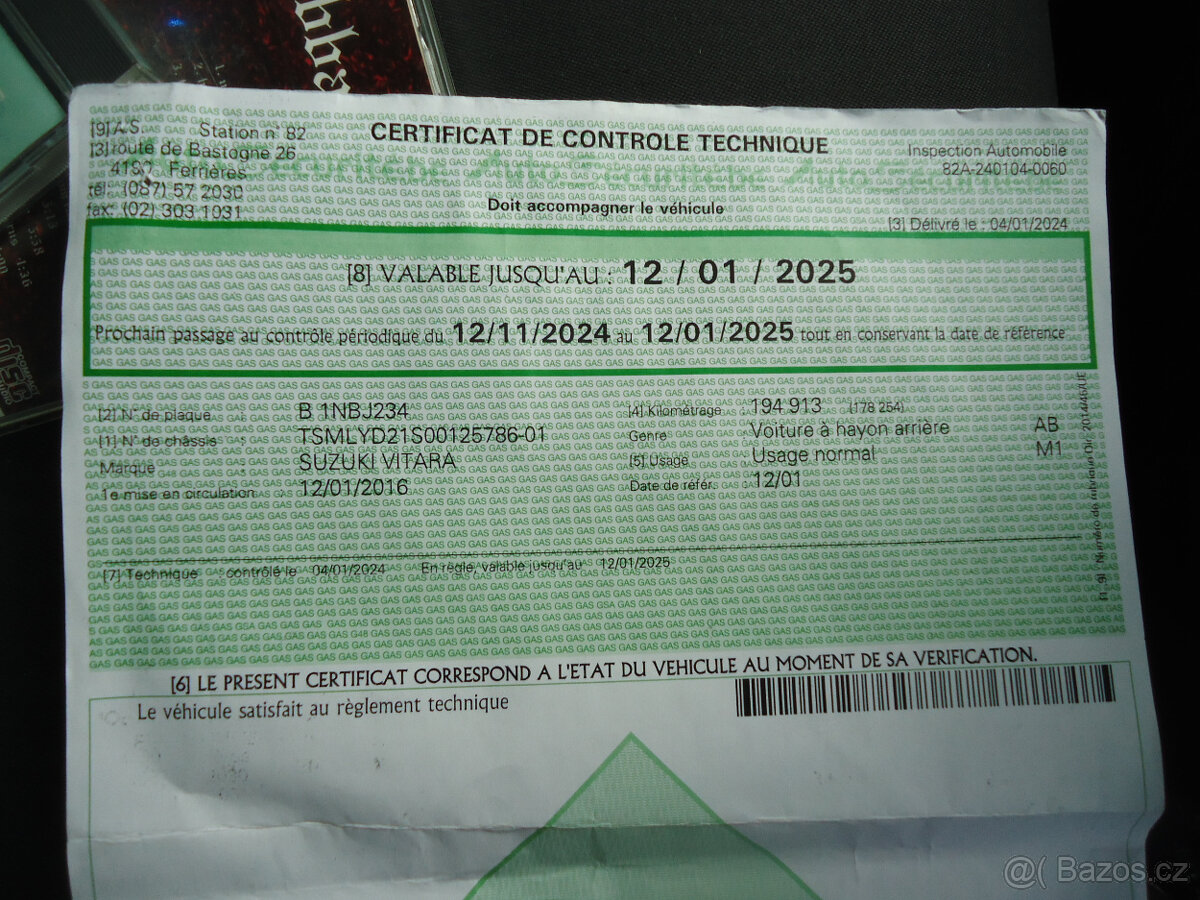 [9] A.S. Station n° 82
[3] route de Bastogne 26
4190 Ferrières
tél.: (087) 57 2030
fax: (02) 303 1031
CERTIFICAT DE CONTROLE TECHNIQUE
Doit accompagner le véhicule
Inspection Automobile
82A-240104-0060
[3] Délivré le : 04/01/2024
[8] VALABLE JUSQU'AU : 12 / 01 / 2025
Prochain passage au contrôle périodique du 12/11/2024 au 12/01/2025 tout en conservant la date de référence
[2] N° de plaque : B 1NBJ234
[1] N° de châssis : TSMLYD21S00125786-01
Marque : SUZUKI VITARA
1e mise en circulation : 12/01/2016
[4] Kilométrage : 194 913 (178 254)
Genre : Voiture à hayon arrière AB
[5] Usage : Usage normal M1
Date de référ. : 12/01
[7] Technique : contrôlé le 04/01/2024 En règle, valable jusqu'au 12/01/2025
[6] LE PRESENT CERTIFICAT CORRESPOND A L'ETAT DU VEHICULE AU MOMENT DE SA VERIFICATION.
Le véhicule satisfait au règlement technique
@( Bazos.cz